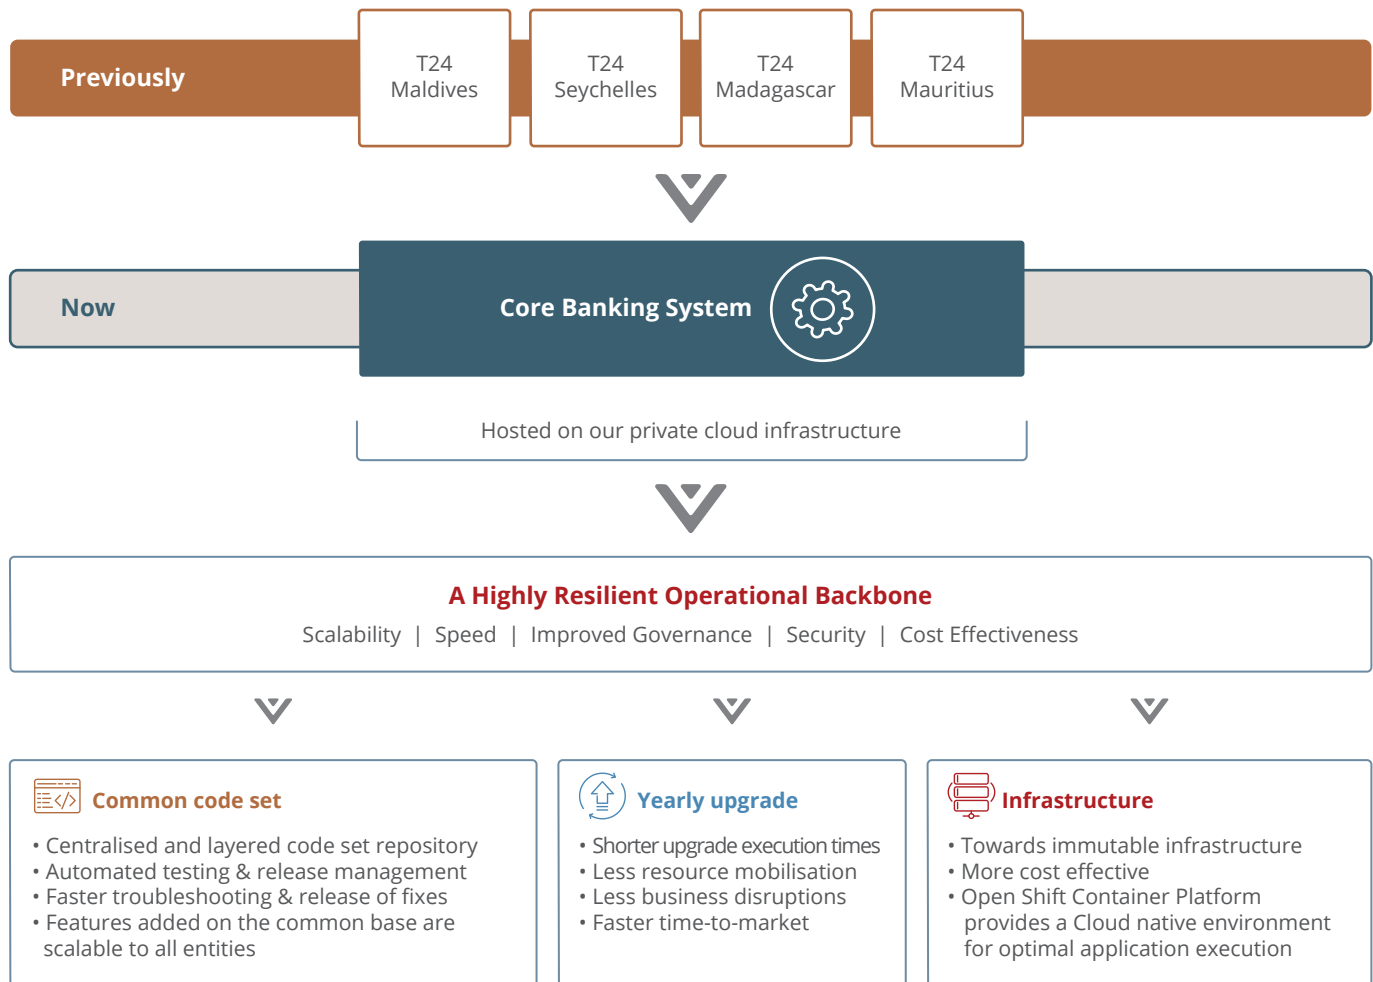 Previously
T24
Maldives
T24
Seychelles
T24
Madagascar
T24
Mauritius
Now
Core Banking System
Hosted on our private cloud infrastructure
A Highly Resilient Operational Backbone
Scalability | Speed | Improved Governance | Security | Cost Effectiveness
Common code set
• Centralised and layered code set repository
• Automated testing & release management
• Faster troubleshooting & release of fixes
• Features added on the common base are
scalable to all entities
Yearly upgrade
• Shorter upgrade execution times
• Less resource mobilisation
• Less business disruptions
• Faster time-to-market
Infrastructure
• Towards immutable infrastructure
• More cost effective
• Open Shift Container Platform
provides a Cloud native environment
for optimal application execution